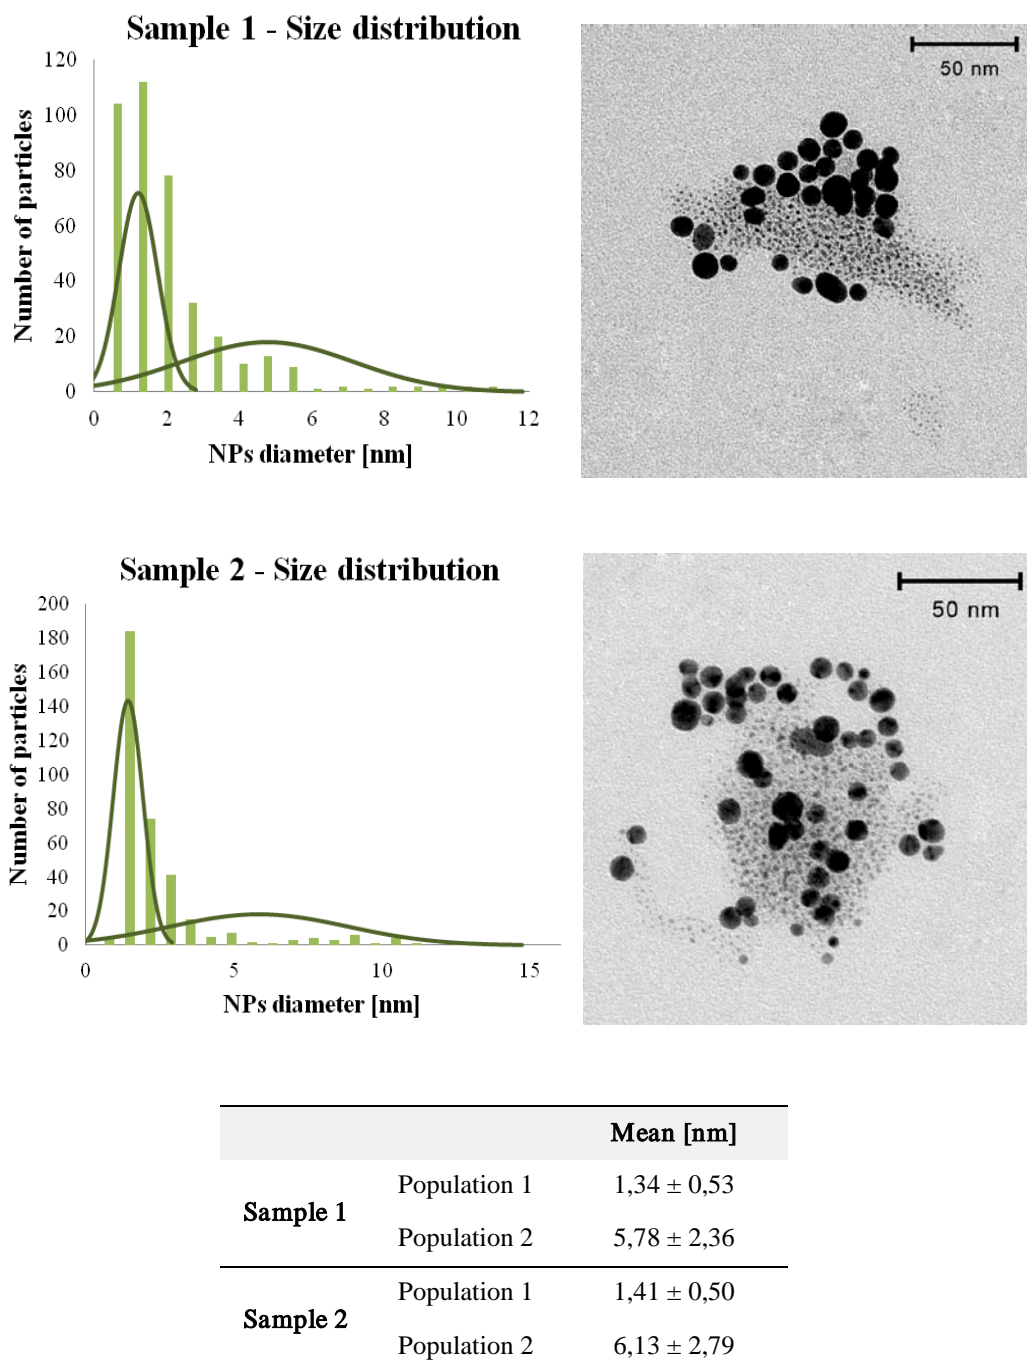 Sample 1 - Size distribution
120
100
80
60
40
20
0
Number of particles
0 2 4 6 8 10 12
NPs diameter [nm]
50 nm
Sample 2 - Size distribution
200
180
160
140
120
100
80
60
40
20
0
Number of particles
0 5 10 15
NPs diameter [nm]
50 nm
Mean [nm]
Sample 1
Population 1 1,34 ± 0,53
Population 2 5,78 ± 2,36
Sample 2
Population 1 1,41 ± 0,50
Population 2 6,13 ± 2,79